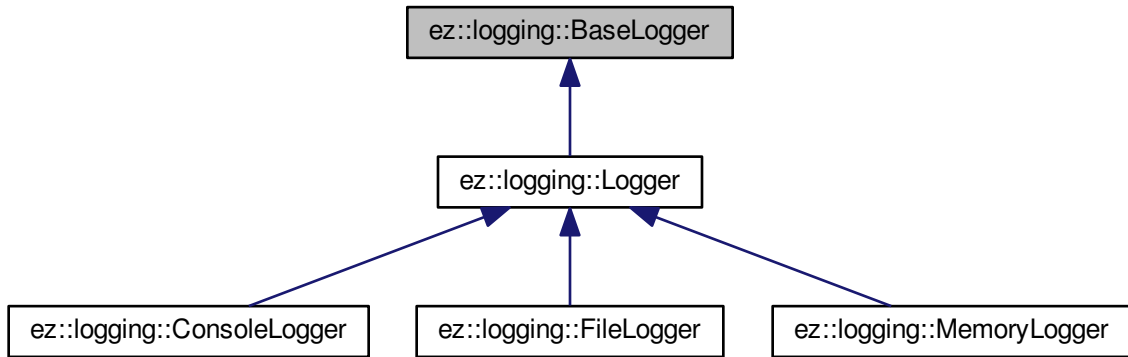 ez::logging::BaseLogger
ez::logging::Logger
ez::logging::ConsoleLogger
ez::logging::FileLogger
ez::logging::MemoryLogger